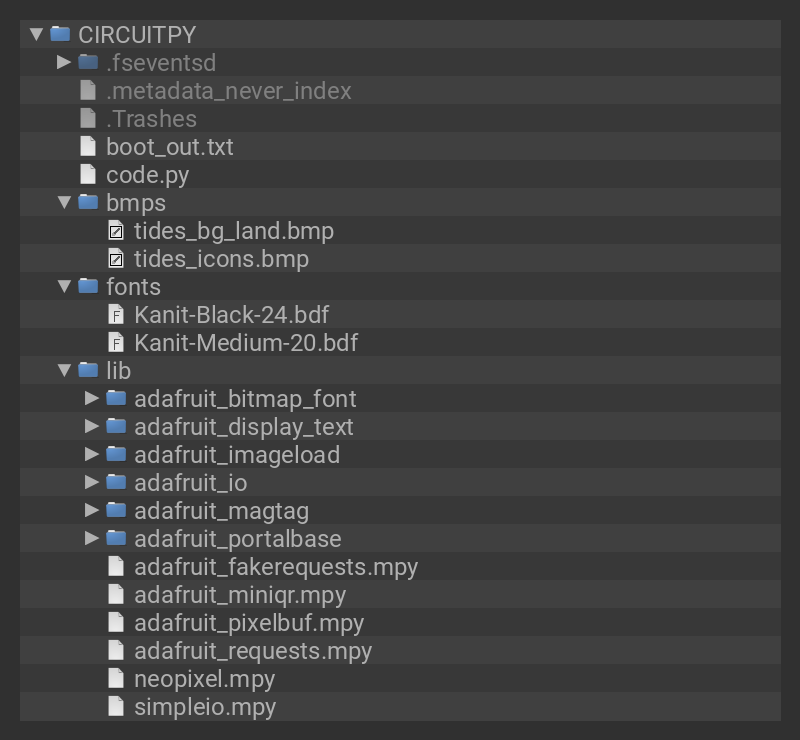 CIRCUITPY
.fseventsd
.metadata_never_index
.Trashes
boot_out.txt
code.py
bmps
tides_bg_land.bmp
tides_icons.bmp
fonts
F Kanit-Black-24.bdf
F Kanit-Medium-20.bdf
lib
adafruit_bitmap_font
adafruit_display_text
adafruit_imageload
adafruit_io
adafruit_magtag
adafruit_portalbase
adafruit_fakerequests.mpy
adafruit_miniqr.mpy
adafruit_pixelbuf.mpy
adafruit_requests.mpy
neopixel.mpy
simpleio.mpy